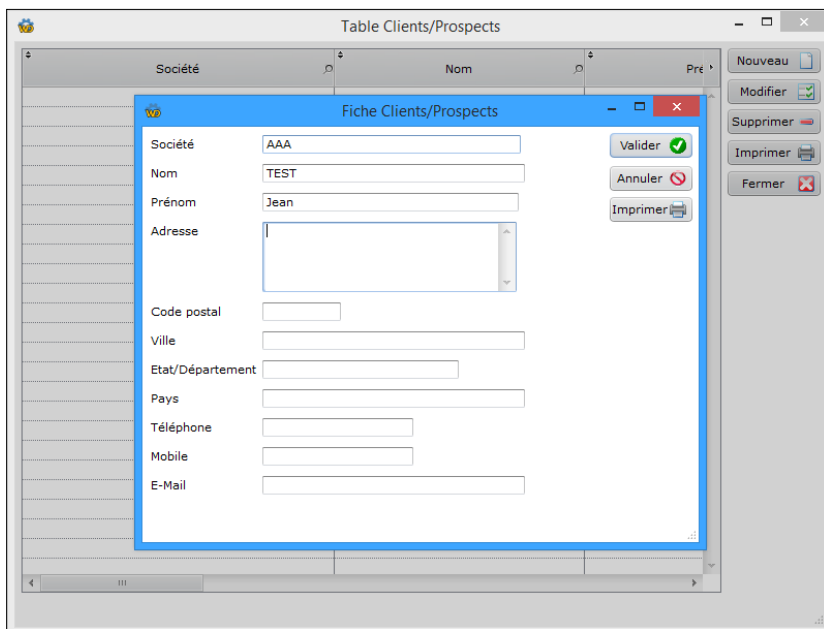 Table Clients/Prospects
Société Nom Pré
Nouveau
Modifier
Supprimer
Imprimer
Fermer
Fiche Clients/Prospects
Société AAA
Nom TEST
Prénom Jean
Adresse
Code postal
Ville
Etat/Département
Pays
Téléphone
Mobile
E-Mail
Valider
Annuler
Imprimer